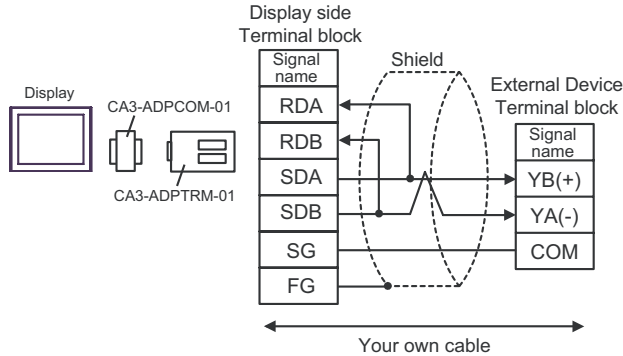 Display side
Terminal block
Signal
name
RDA
RDB
SDA
SDB
SG
FG
Shield
External Device
Terminal block
Signal
name
YB(+)
YA(-)
COM
Display
CA3-ADPCOM-01
CA3-ADPTRM-01
Your own cable